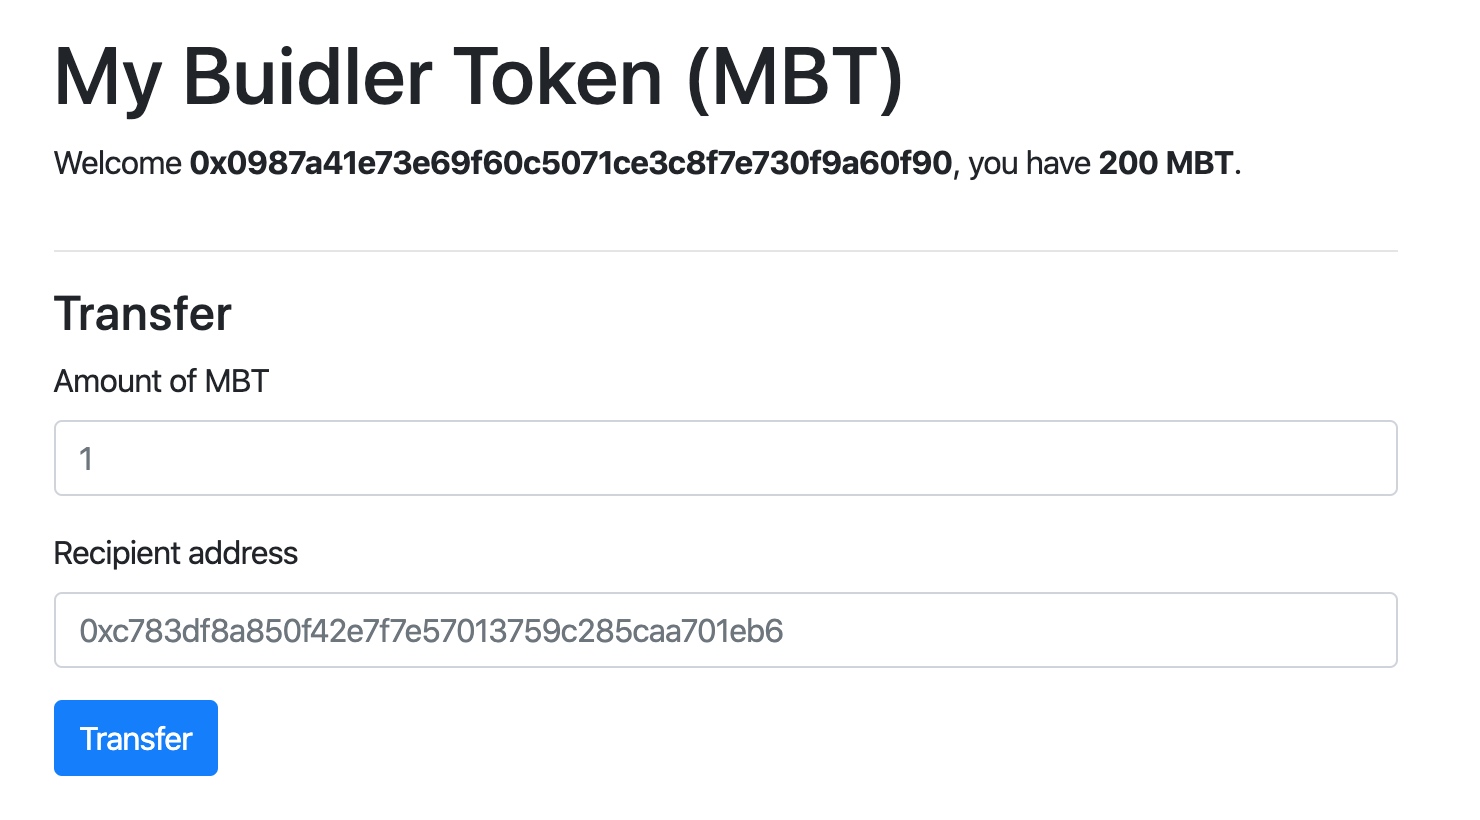 My Buidler Token (MBT)
Welcome 0x0987a41e73e69f60c5071ce3c8f7e730f9a60f90, you have 200 MBT.
Transfer
Amount of MBT
1
Recipient address
0xc783df8a850f42e7f7e57013759c285caa701eb6
Transfer